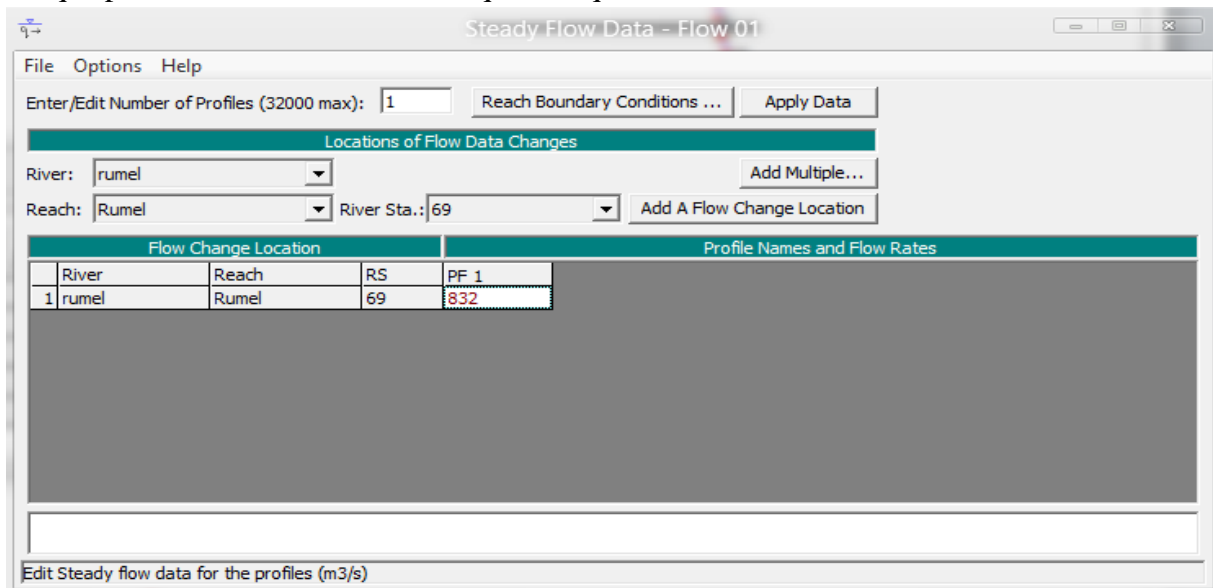 q→ Steady Flow Data - Flow 01
File Options Help
Enter/Edit Number of Profiles (32000 max): 1 Reach Boundary Conditions ... Apply Data
Locations of Flow Data Changes
River: rumel Add Multiple...
Reach: Rumel River Sta.: 69 Add A Flow Change Location
Flow Change Location Profile Names and Flow Rates
River Reach RS PF 1
1 rumel Rumel 69 832
Edit Steady flow data for the profiles (m3/s)